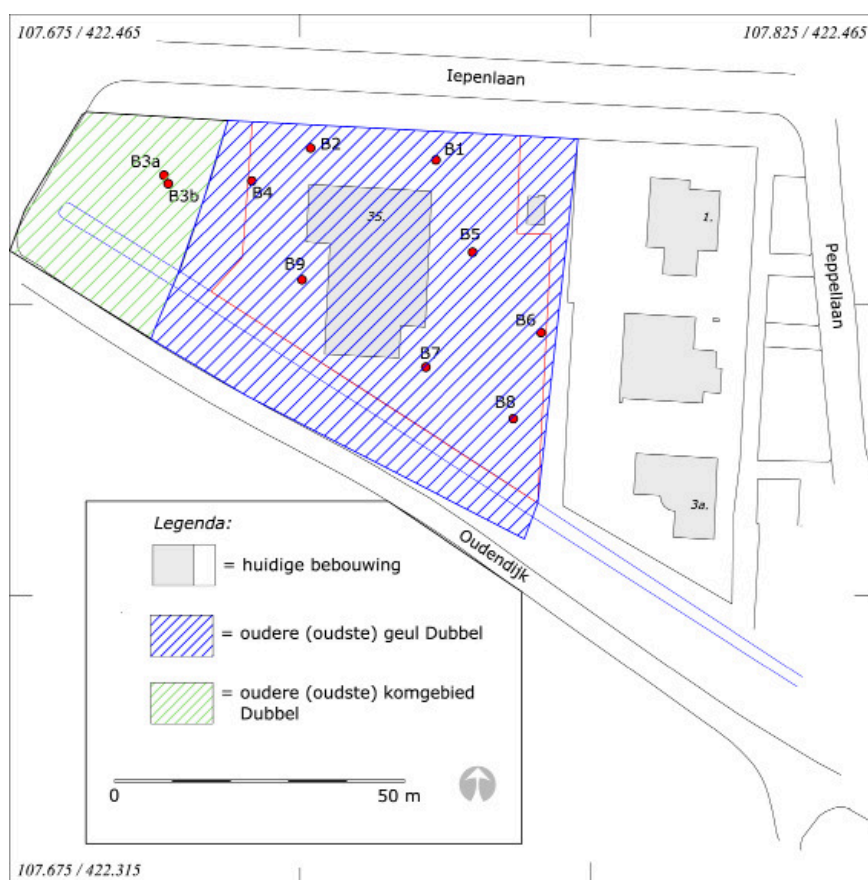 107.675 / 422.465
107.825 / 422.465
Iepenlaan
B2
B1
B3a
B3b
B4
35.
1.
B5
Peppellaan
B9
B6
B7
B8
3a.
Oudendijk
Legenda:
= huidige bebouwing
= oudere (oudste) geul Dubbel
= oudere (oudste) komgebied
Dubbel
0
50 m
107.675 / 422.315